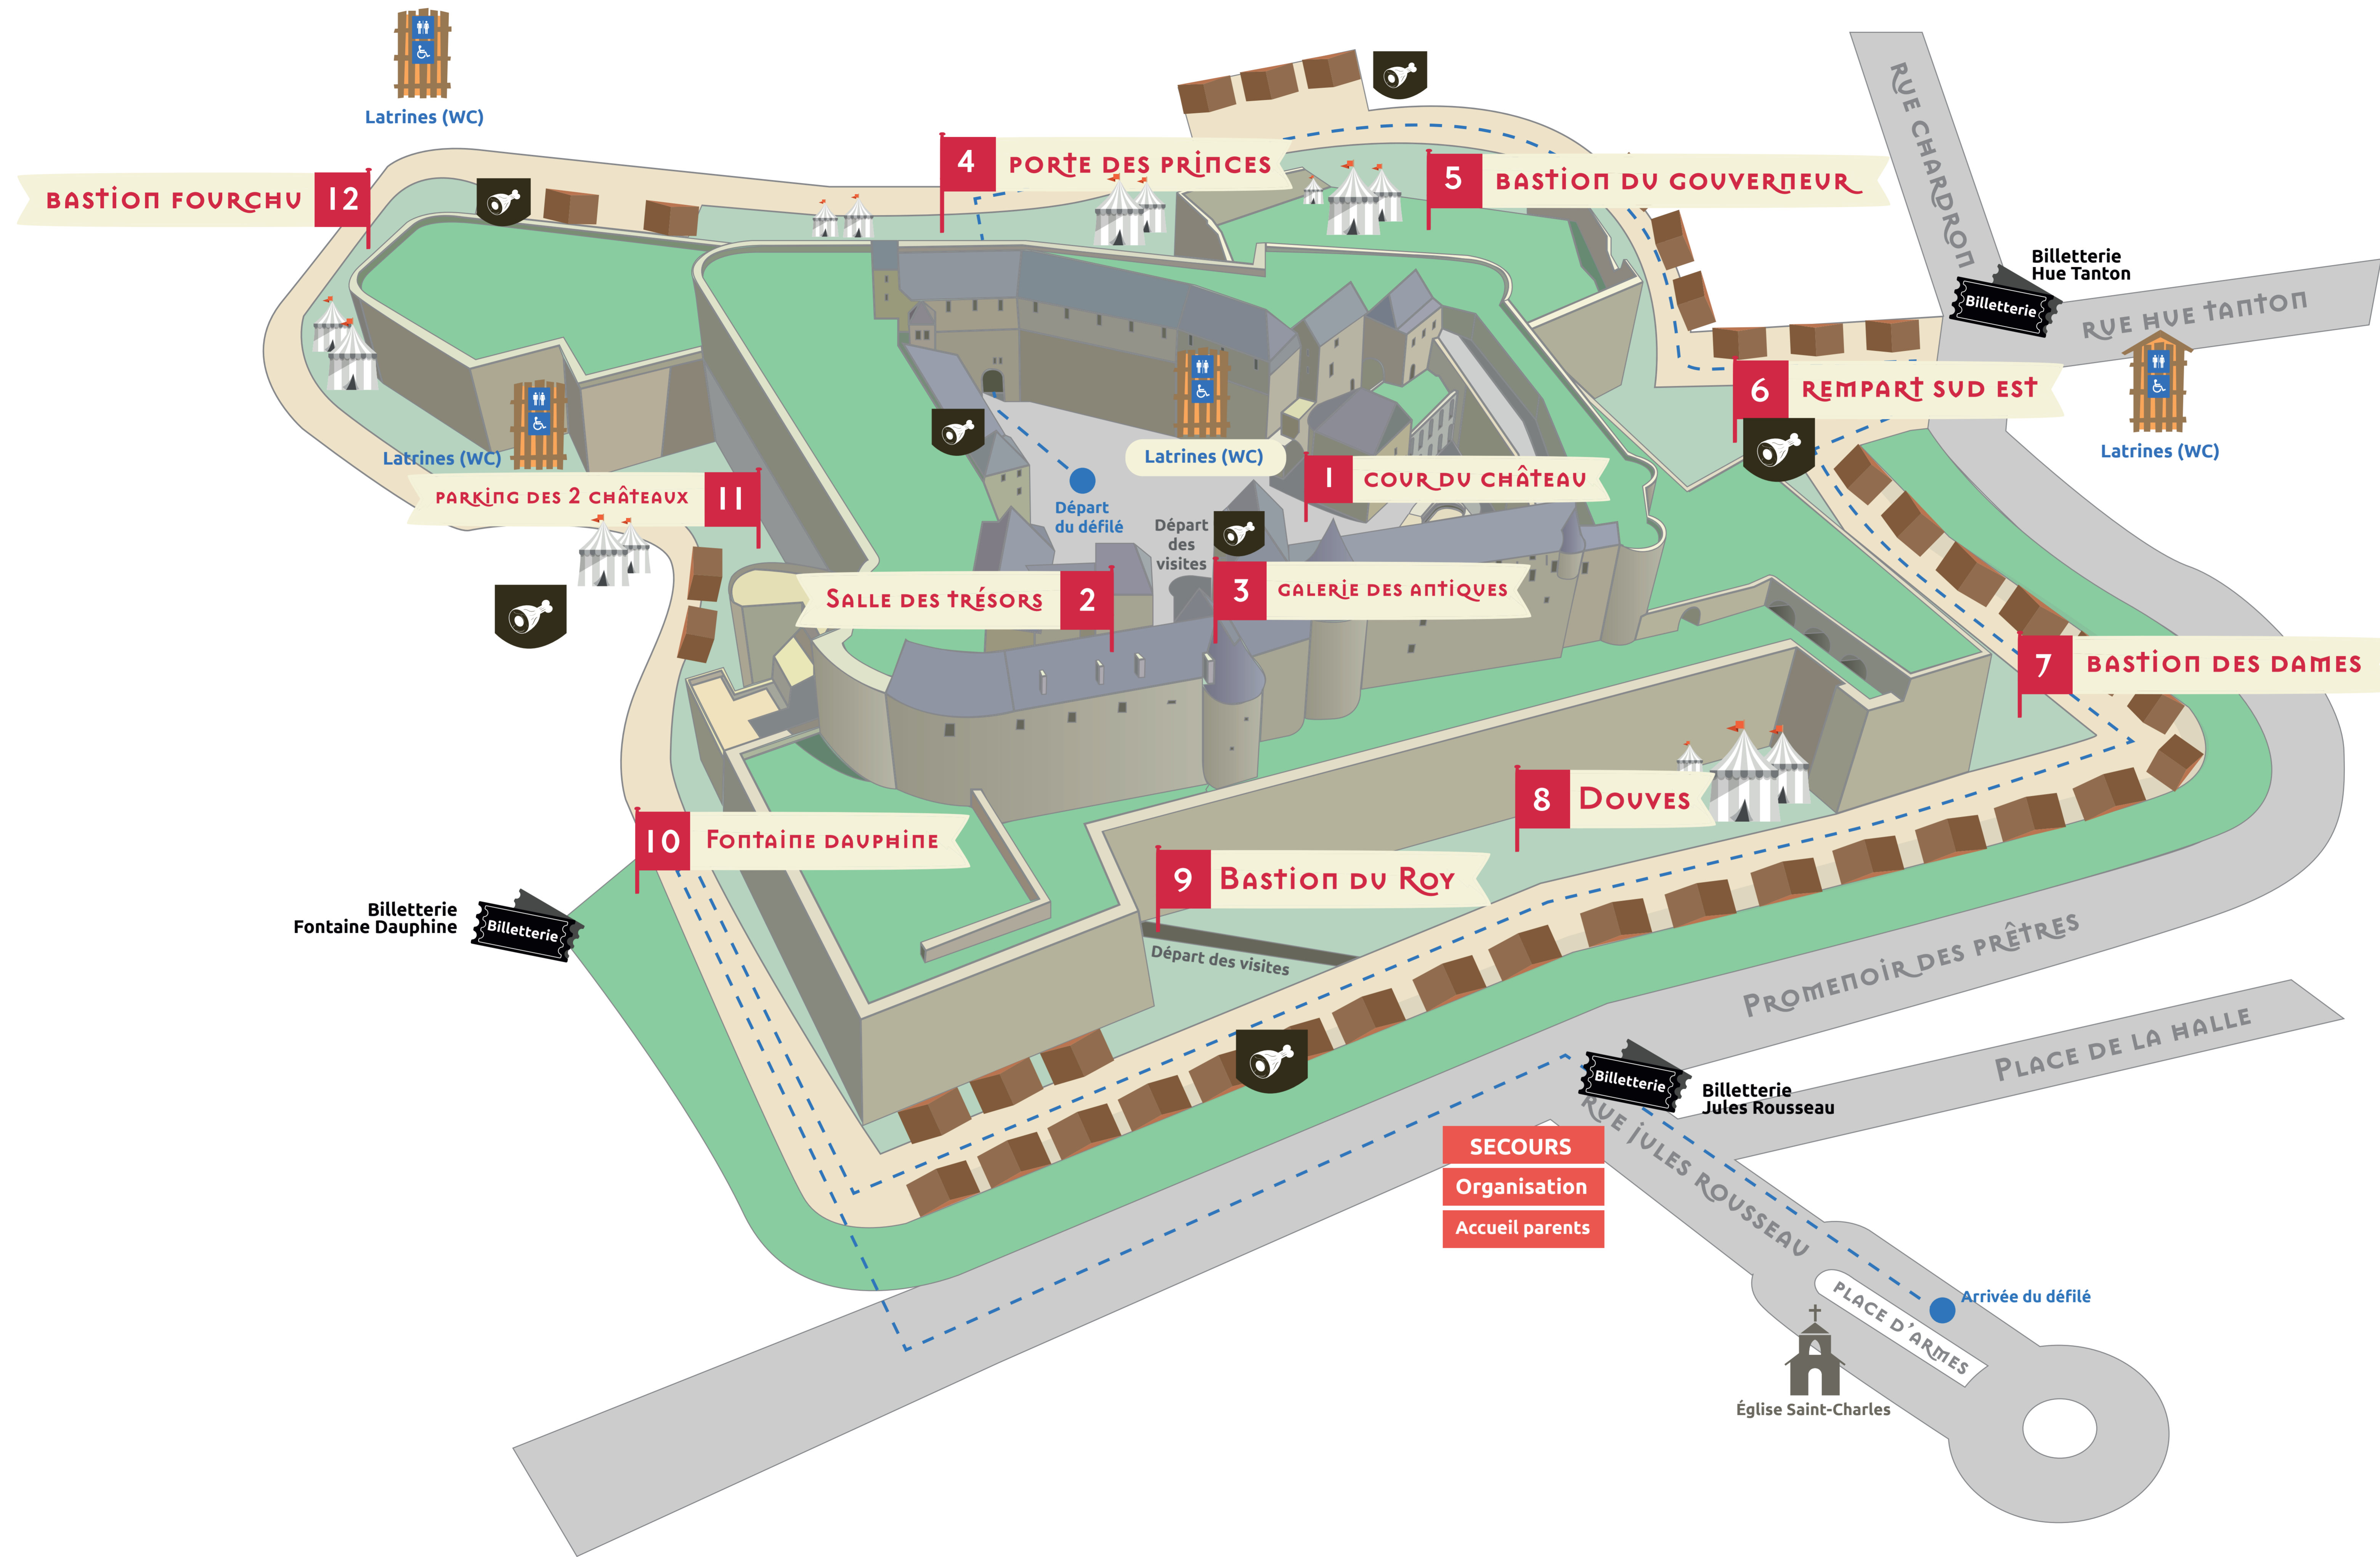 Latrines (WC)
BASTION FOURCHU 12
4 PORTE DES PRINCES
5 BASTION DU GOUVERNEUR
RUE CHARDRON
Billetterie
Hue Tanton
Billetterie
RUE HUE TANTON
6 REMPART SUD EST
Latrines (WC)
Latrines (WC)
PARKING DES 2 CHÂTEAUX 11
Latrines (WC)
1 COUR DU CHÂTEAU
Départ
du défilé
Départ
des
visites
SALLE DES TRÉSORS 2
3 GALERIE DES ANTIQUES
7 BASTION DES DAMES
8 DOUVES
10 FONTAINE DAUPHINE
9 BASTION DU ROY
Billetterie
Fontaine Dauphine
Billetterie
Départ des visites
PROMENOIR DES PRÊTRES
PLACE DE LA HALLE
Billetterie
Billetterie
Jules Rousseau
RUE JULES ROUSSEAU
SECOURS
Organisation
Accueil parents
Arrivée du défilé
PLACE D'ARMES
Église Saint-Charles